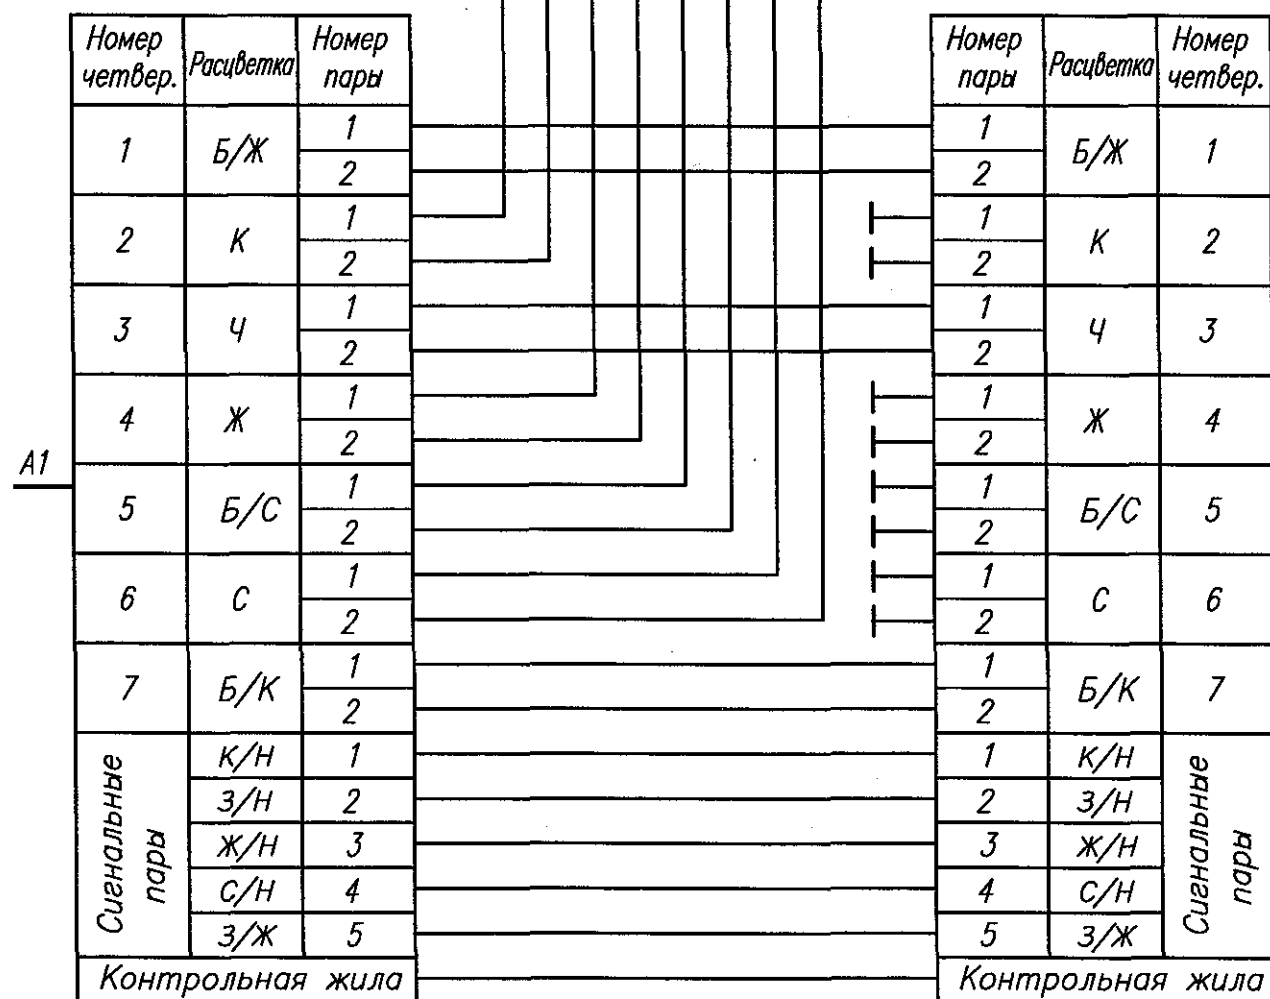 Номер четвер. Расцветка Номер пары
1 Б/Ж 1
2
2 К 1
2
3 Ч 1
2
4 Ж 1
2
А1
5 Б/С 1
2
6 С 1
2
7 Б/К 1
2
Сигнальные пары
К/Н 1
З/Н 2
Ж/Н 3
С/Н 4
З/Ж 5
Контрольная жила
Номер пары Расцветка Номер четвер.
1 Б/Ж 1
2
1 К 2
2
1 Ч 3
2
1 Ж 4
2
1 Б/С 5
2
1 С 6
2
1 Б/К 7
2
1 К/Н
2 З/Н
3 Ж/Н
4 С/Н
5 З/Ж
Сигнальные пары
Контрольная жила